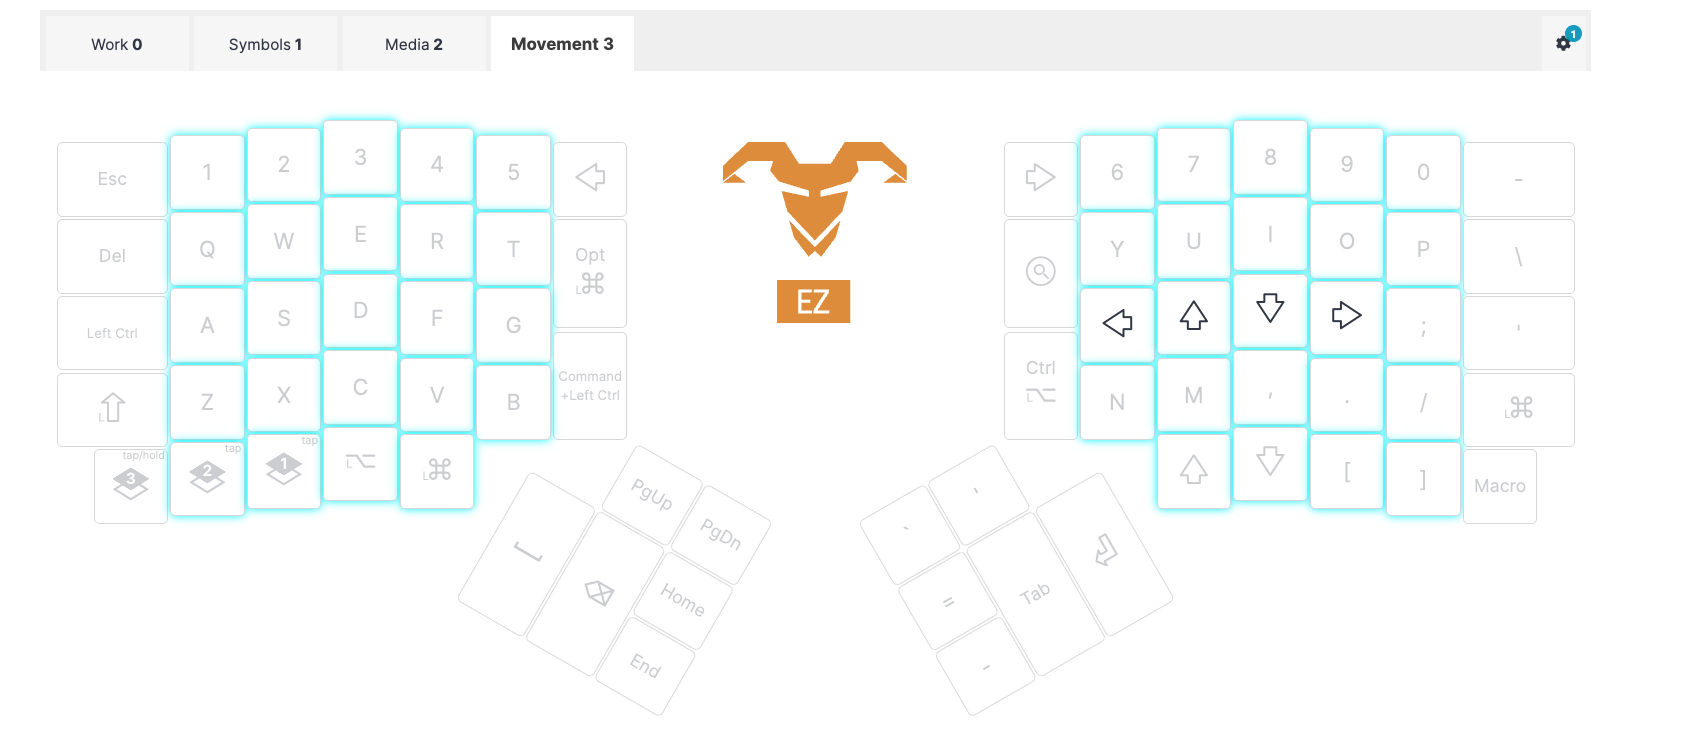 Work 0 Symbols 1 Media 2 Movement 3 1
Esc 1 2 3 4 5 6 7 8 9 0 -
Del Q W E R T Opt Y U I O P \
L
Left Ctrl A S D F G ; '
L Z X C V B Command Ctrl N M , . / L
+Left Ctrl L
tap/hold tap tap
3 2 1 L L [ ] Macro
PgUp '
PgDn `
Home = Tab
End -
EZ